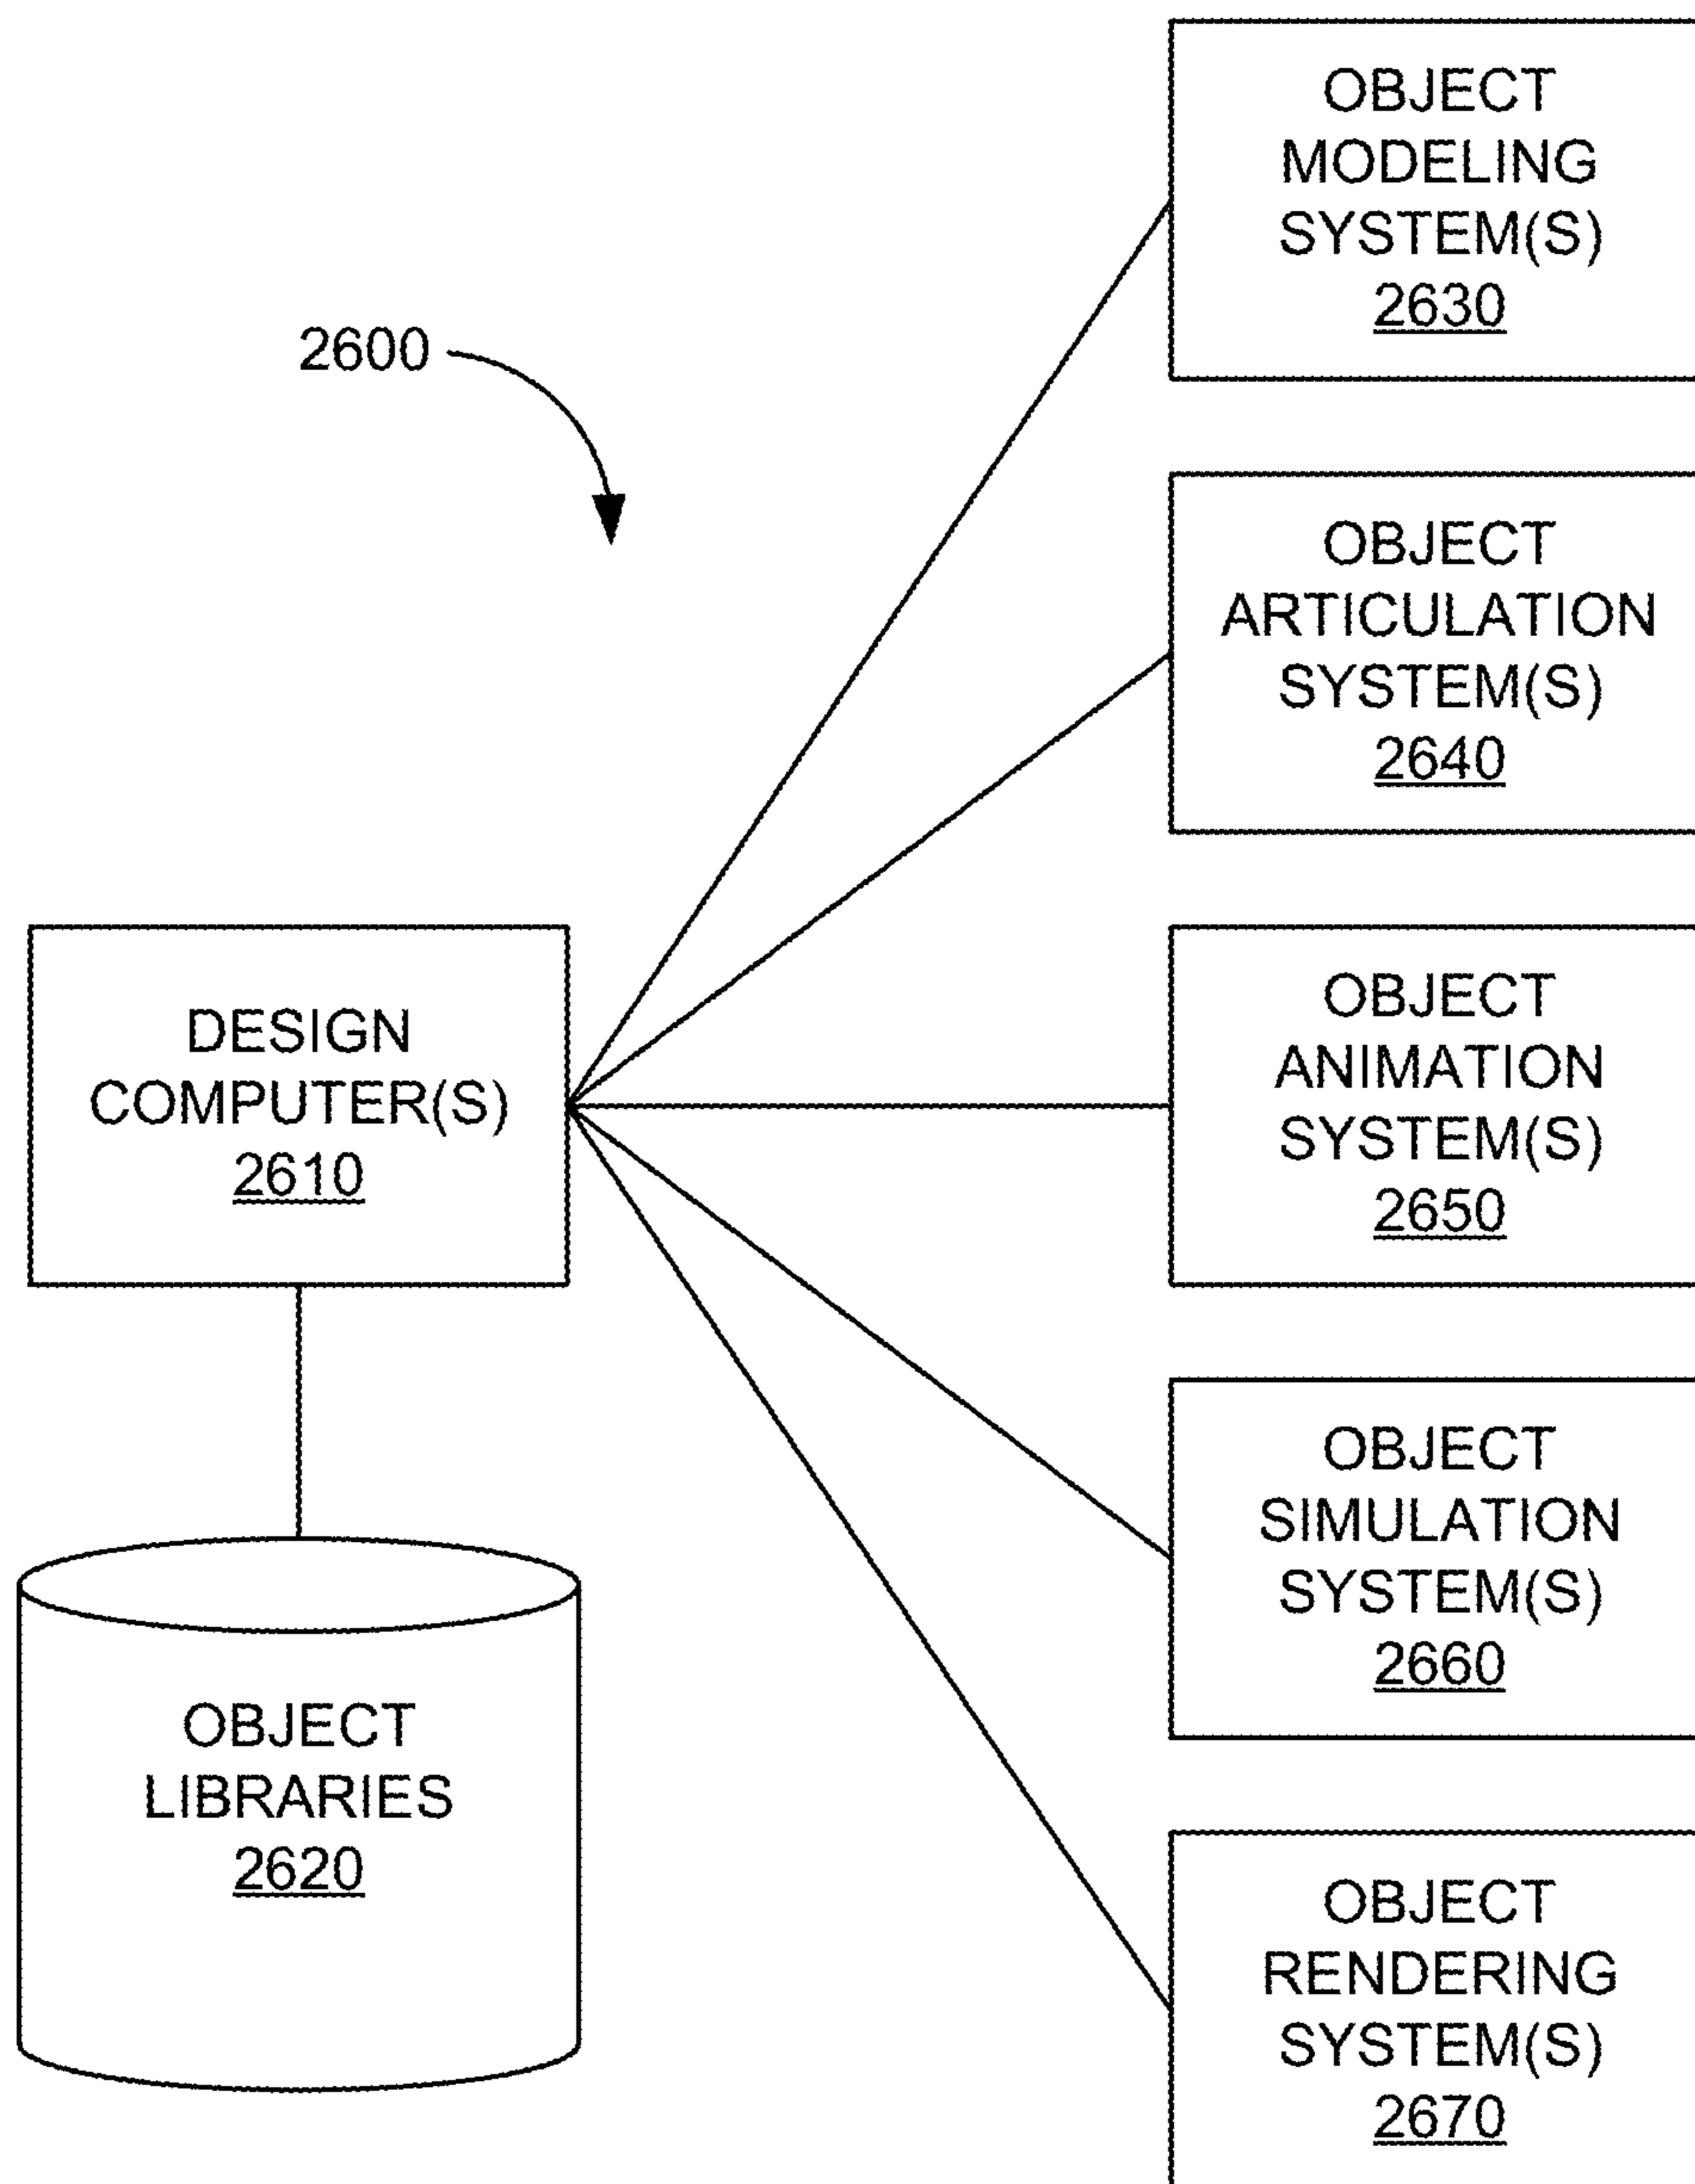 2600
OBJECT
MODELING
SYSTEM(S)
2630
OBJECT
ARTICULATION
SYSTEM(S)
2640
DESIGN
COMPUTER(S)
2610
OBJECT
ANIMATION
SYSTEM(S)
2650
OBJECT
SIMULATION
SYSTEM(S)
2660
OBJECT
LIBRARIES
2620
OBJECT
RENDERING
SYSTEM(S)
2670